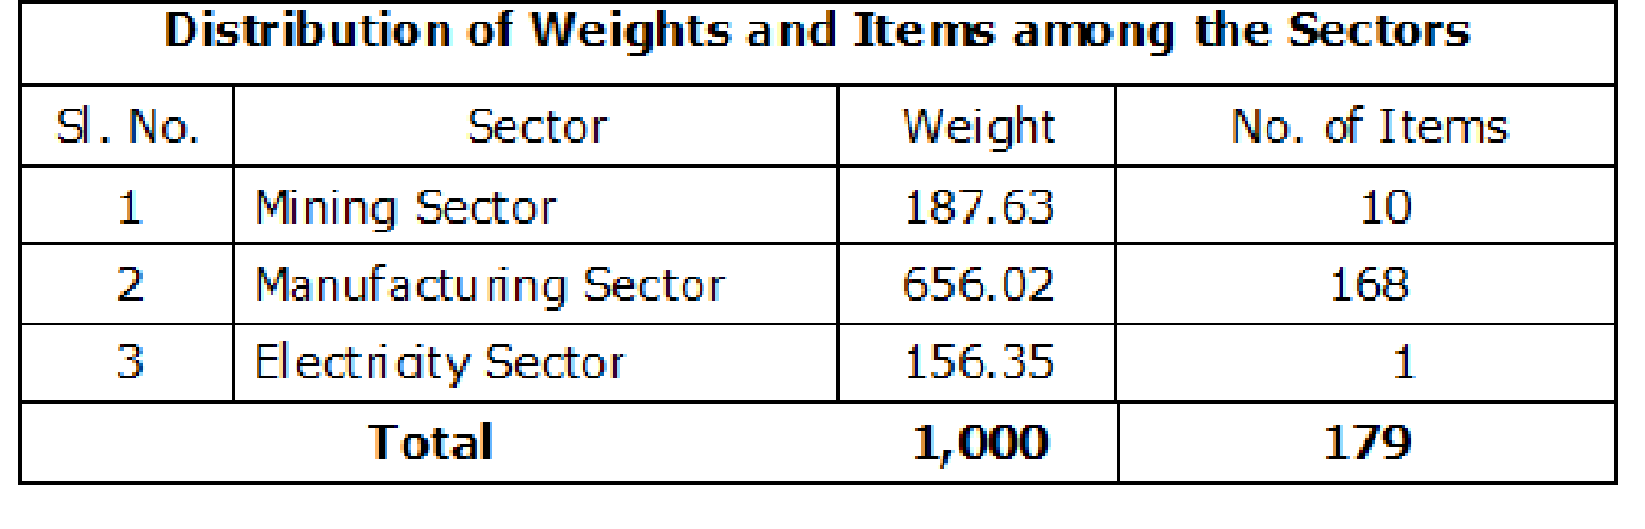 Distribution of Weights and Items among the Sectors
Sl. No. Sector Weight No. of Items
1 Mining Sector 187.63 10
2 Manufacturing Sector 656.02 168
3 Electricity Sector 156.35 1
Total 1,000 179